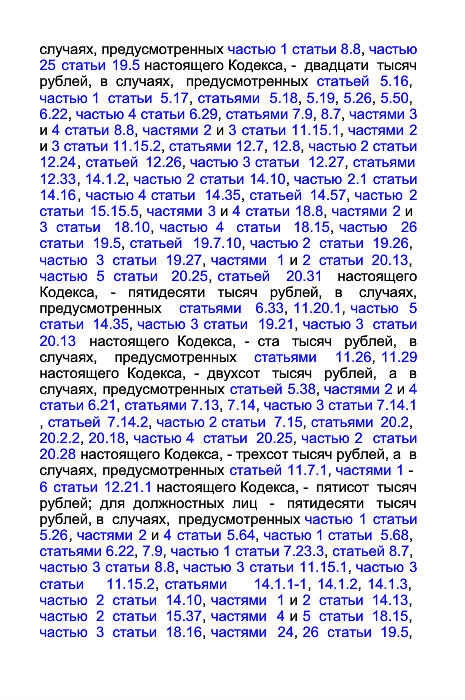 случаях, предусмотренных частью 1 статьи 8.8, частью
25 статьи 19.5 настоящего Кодекса, - двадцати тысяч
рублей, в случаях, предусмотренных статьей 5.16,
частью 1 статьи 5.17, статьями 5.18, 5.19, 5.26, 5.50,
6.22, частью 4 статьи 6.29, статьями 7.9, 8.7, частями 3
и 4 статьи 8.8, частями 2 и 3 статьи 11.15.1, частями 2
и 3 статьи 11.15.2, статьями 12.7, 12.8, частью 2 статьи
12.24, статьей 12.26, частью 3 статьи 12.27, статьями
12.33, 14.1.2, частью 2 статьи 14.10, частью 2.1 статьи
14.16, частью 4 статьи 14.35, статьей 14.57, частью 2
статьи 15.15.5, частями 3 и 4 статьи 18.8, частями 2 и
3 статьи 18.10, частью 4 статьи 18.15, частью 26
статьи 19.5, статьей 19.7.10, частью 2 статьи 19.26,
частью 3 статьи 19.27, частями 1 и 2 статьи 20.13,
частью 5 статьи 20.25, статьей 20.31 настоящего
Кодекса, - пятидесяти тысяч рублей, в случаях,
предусмотренных статьями 6.33, 11.20.1, частью 5
статьи 14.35, частью 3 статьи 19.21, частью 3 статьи
20.13 настоящего Кодекса, - ста тысяч рублей, в
случаях, предусмотренных статьями 11.26, 11.29
настоящего Кодекса, - двухсот тысяч рублей, а в
случаях, предусмотренных статьей 5.38, частями 2 и 4
статьи 6.21, статьями 7.13, 7.14, частью 3 статьи 7.14.1
, статьей 7.14.2, частью 2 статьи 7.15, статьями 20.2,
20.2.2, 20.18, частью 4 статьи 20.25, частью 2 статьи
20.28 настоящего Кодекса, - трехсот тысяч рублей, а в
случаях, предусмотренных статьей 11.7.1, частями 1 -
6 статьи 12.21.1 настоящего Кодекса, - пятисот тысяч
рублей; для должностных лиц - пятидесяти тысяч
рублей, в случаях, предусмотренных частью 1 статьи
5.26, частями 2 и 4 статьи 5.64, частью 1 статьи 5.68,
статьями 6.22, 7.9, частью 1 статьи 7.23.3, статьей 8.7,
частью 3 статьи 8.8, частью 3 статьи 11.15.1, частью 3
статьи 11.15.2, статьями 14.1.1-1, 14.1.2, 14.1.3,
частью 2 статьи 14.10, частями 1 и 2 статьи 14.13,
частью 2 статьи 15.37, частями 4 и 5 статьи 18.15,
частью 3 статьи 18.16, частями 24, 26 статьи 19.5,